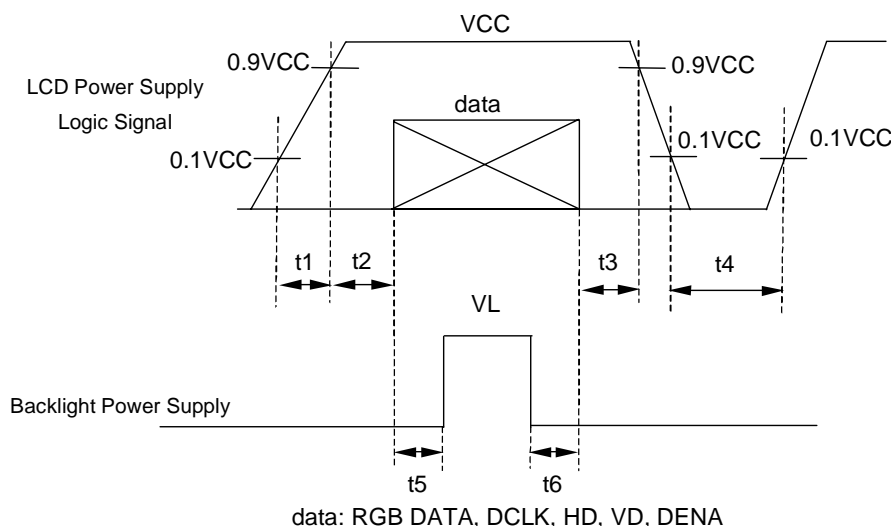 VCC
0.9VCC
0.9VCC
LCD Power Supply
Logic Signal
data
0.1VCC
0.1VCC
0.1VCC
t1
t2
t3
t4
VL
Backlight Power Supply
t5
t6
data: RGB DATA, DCLK, HD, VD, DENA